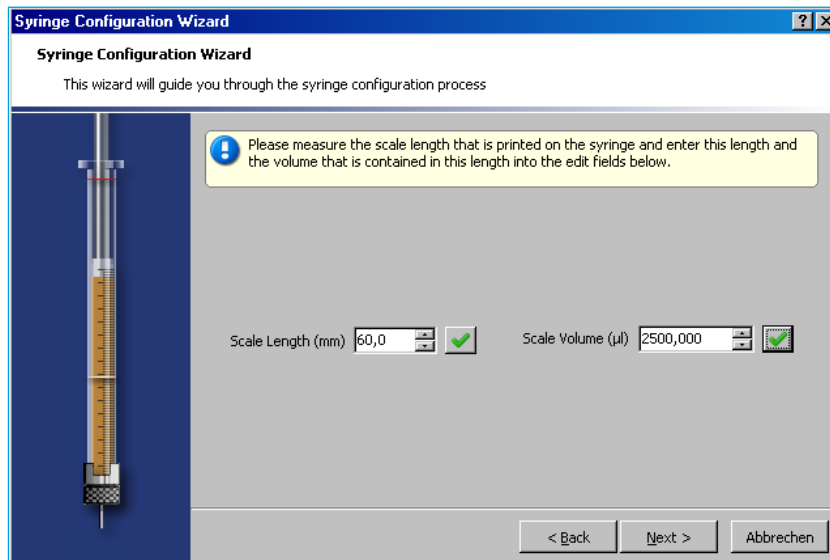 Syringe Configuration Wizard
Syringe Configuration Wizard
This wizard will guide you through the syringe configuration process
Please measure the scale length that is printed on the syringe and enter this length and
the volume that is contained in this length into the edit fields below.
Scale Length (mm) 60,0 Scale Volume (µl) 2500,000
< Back Next > Abbrechen